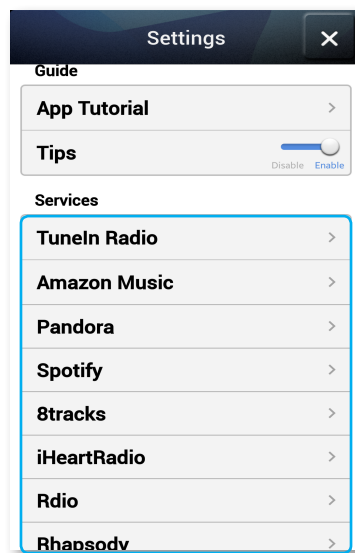 Settings
Guide
App Tutorial
Tips
Disable Enable
Services
TuneIn Radio
Amazon Music
Pandora
Spotify
8tracks
iHeartRadio
Rdio
Rhapsody